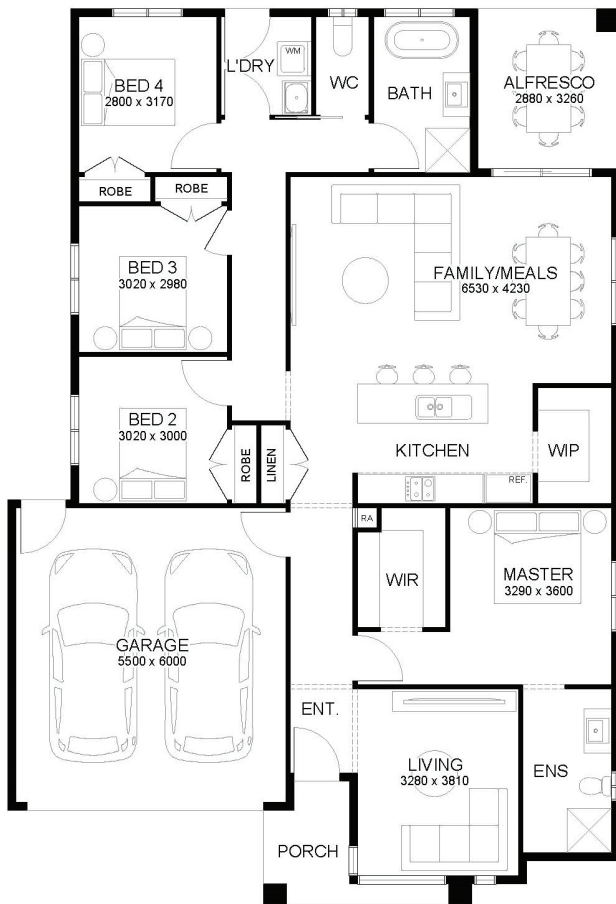 BED 4
2800 x 3170
L'DRY
WM
WC
BATH
ALFRESCO
2880 x 3260
ROBE
ROBE
BED 3
3020 x 2980
FAMILY/MEALS
6530 x 4230
BED 2
3020 x 3000
ROBE
LINEN
KITCHEN
WIP
REF.
RA
WIR
MASTER
3290 x 3600
GARAGE
5500 x 6000
ENT.
LIVING
3280 x 3810
ENS
PORCH